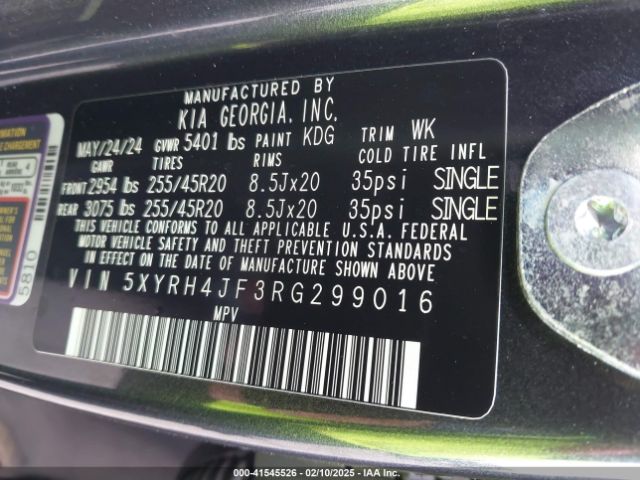 MANUFACTURED BY
KIA GEORGIA, INC.
MAY/24/24 GVWR 5401 lbs PAINT KDG TRIM WK
GAWR TIRES RIMS COLD TIRE INFL
FRONT 2954 lbs 255/45R20 8.5Jx20 35psi SINGLE
REAR 3075 lbs 255/45R20 8.5Jx20 35psi SINGLE
THIS VEHICLE CONFORMS TO ALL APPLICABLE U.S.A. FEDERAL
MOTOR VEHICLE SAFETY AND THEFT PREVENTION STANDARDS
IN EFFECT ON THE DATE OF MANUFACTURE SHOWN ABOVE
VIN 5XYRH4JF3RG299016
MPV
5810
000-41545526 - 02/10/2025 - IAA Inc.